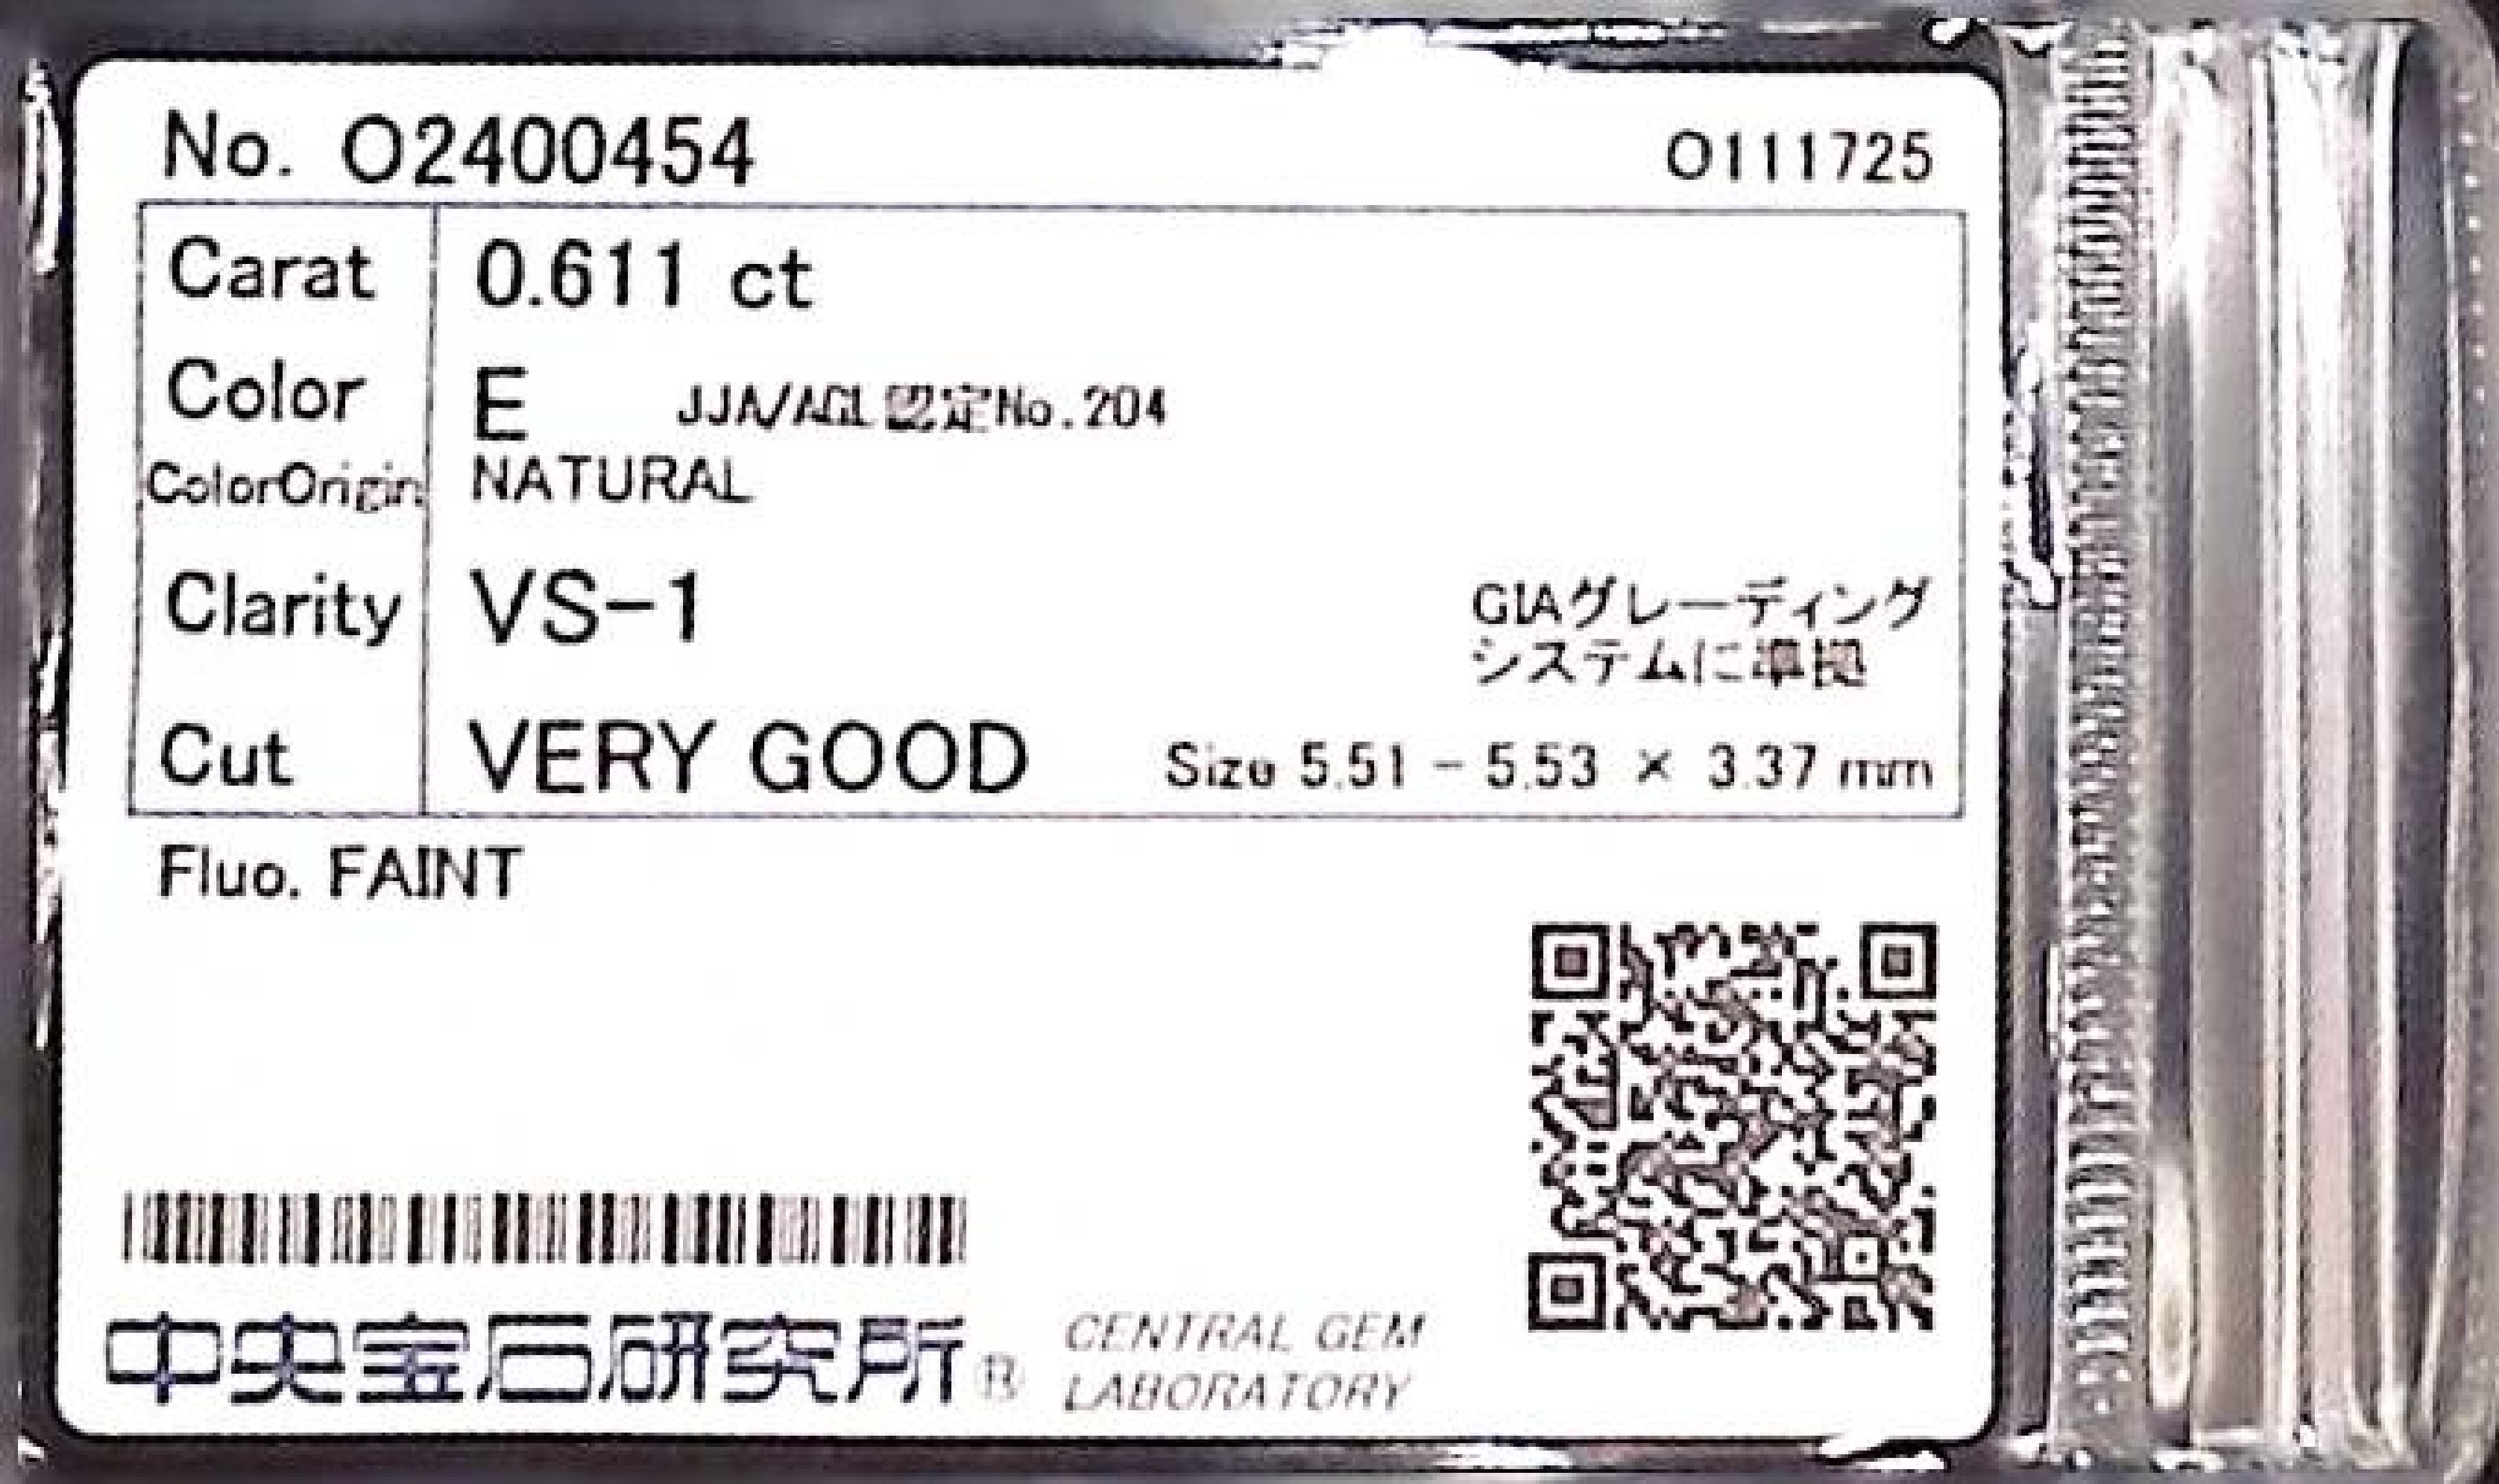 No. O2400454
O111725
Carat 0.611 ct
Color E JJA/AGL認定No.204
ColorOrigin NATURAL
Clarity VS-1
GIAグレーディング
システムに準拠
Cut VERY GOOD Size 5.51 - 5.53 × 3.37 mm
Fluo. FAINT
中央宝石研究所® CENTRAL GEM
LABORATORY